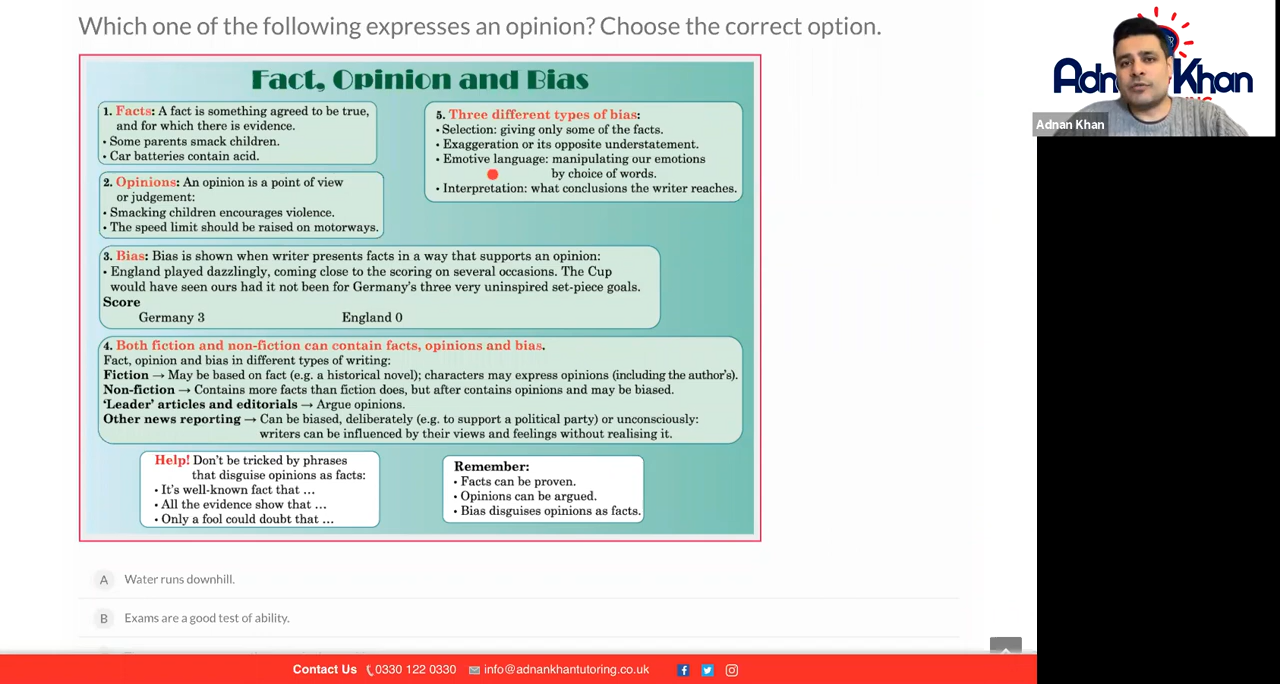 Which one of the following expresses an opinion? Choose the correct option.
Fact, Opinion and Bias
1. Facts: A fact is something agreed to be true,
and for which there is evidence.
• Some parents smack children.
• Car batteries contain acid.
2. Opinions: An opinion is a point of view
or judgement:
• Smacking children encourages violence.
• The speed limit should be raised on motorways.
5. Three different types of bias:
• Selection: giving only some of the facts.
• Exaggeration or its opposite understatement.
• Emotive language: manipulating our emotions
by choice of words.
• Interpretation: what conclusions the writer reaches.
3. Bias: Bias is shown when writer presents facts in a way that supports an opinion:
• England played dazzlingly, coming close to the scoring on several occasions. The Cup
would have seen ours had it not been for Germany's three very uninspired set-piece goals.
Score
Germany 3 England 0
4. Both fiction and non-fiction can contain facts, opinions and bias.
Fact, opinion and bias in different types of writing:
Fiction → May be based on fact (e.g. a historical novel); characters may express opinions (including the author's).
Non-fiction → Contains more facts than fiction does, but after contains opinions and may be biased.
'Leader' articles and editorials → Argue opinions.
Other news reporting → Can be biased, deliberately (e.g. to support a political party) or unconsciously:
writers can be influenced by their views and feelings without realising it.
Help! Don't be tricked by phrases
that disguise opinions as facts:
• It's well-known fact that ...
• All the evidence show that ...
• Only a fool could doubt that ...
Remember:
• Facts can be proven.
• Opinions can be argued.
• Bias disguises opinions as facts.
A Water runs downhill.
B Exams are a good test of ability.
Contact Us 0330 122 0330 info@adnankhantutoring.co.uk
Khan
Adnan Khan